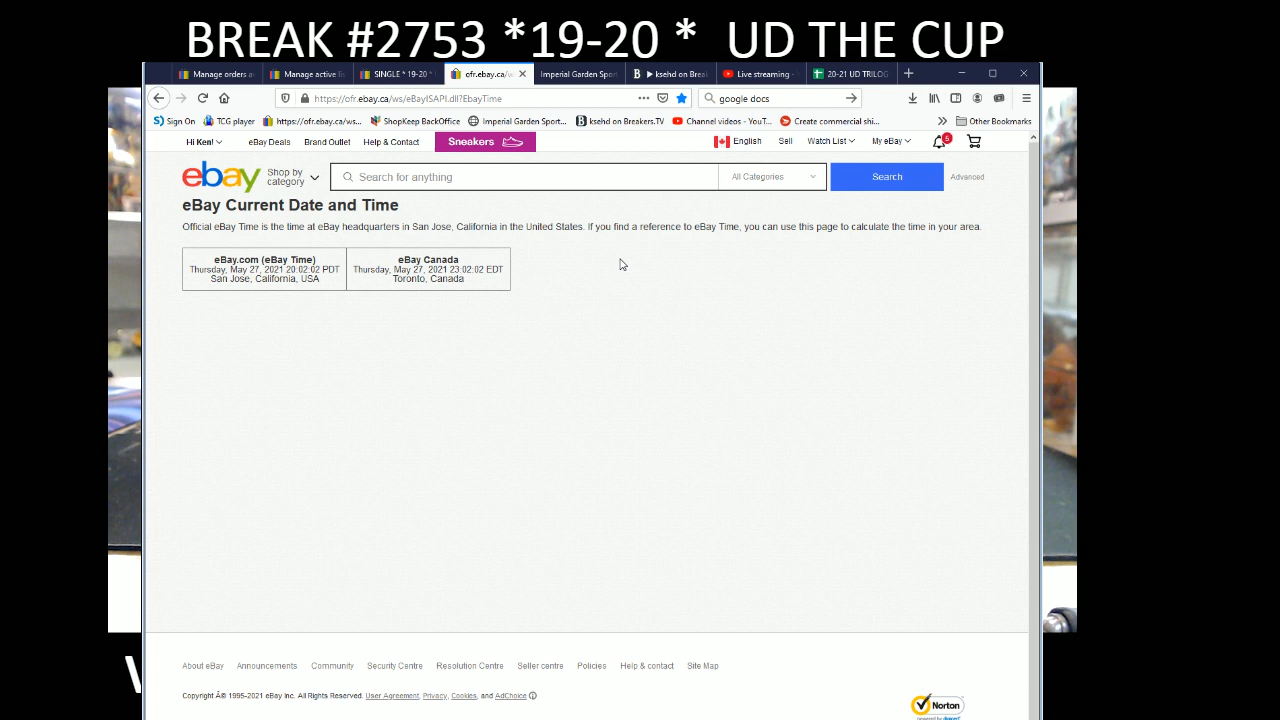 BREAK #2753 *19-20 * UD THE CUP
Manage orders a
Manage active lis
SINGLE * 19-20 *
ofr.ebay.ca/w
Imperial Garden Sport
ksehd on Break
Live streaming -
20-21 UD TRILOG
https://ofr.ebay.ca/ws/eBayISAPI.dll?EbayTime
google docs
Sign On
TCG player
https://ofr.ebay.ca/ws...
ShopKeep BackOffice
Imperial Garden Sport...
ksehd on Breakers.TV
Channel videos - YouT...
Create commercial shi...
Other Bookmarks
Hi Ken!
eBay Deals
Brand Outlet
Help & Contact
Sneakers
English
Sell
Watch List
My eBay
5
ebay
Shop by
category
Search for anything
All Categories
Search
Advanced
eBay Current Date and Time
Official eBay Time is the time at eBay headquarters in San Jose, California in the United States. If you find a reference to eBay Time, you can use this page to calculate the time in your area.
eBay.com (eBay Time)
Thursday, May 27, 2021 20:02:02 PDT
San Jose, California, USA
eBay Canada
Thursday, May 27, 2021 23:02:02 EDT
Toronto, Canada
About eBay
Announcements
Community
Security Centre
Resolution Centre
Seller centre
Policies
Help & contact
Site Map
Copyright Â© 1995-2021 eBay Inc. All Rights Reserved. User Agreement, Privacy, Cookies, and AdChoice
Norton
powered by digicert